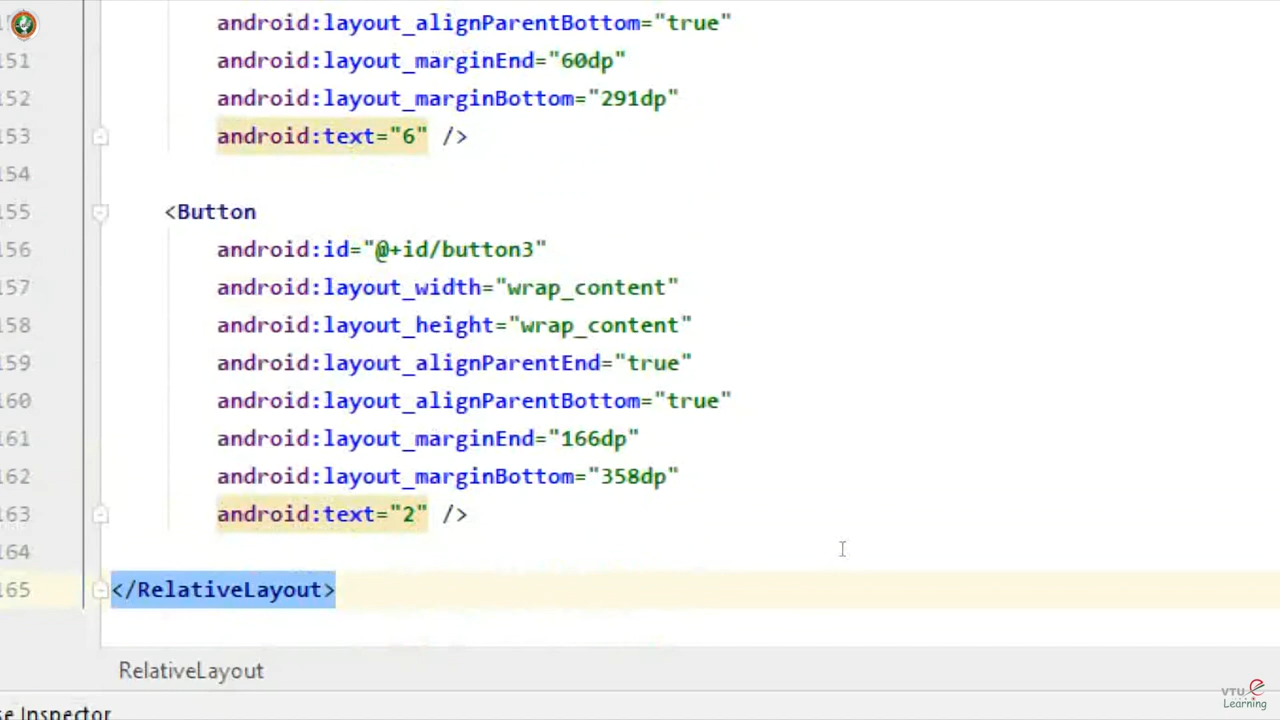 android:layout_alignParentBottom="true"
151 android:layout_marginEnd="60dp"
152 android:layout_marginBottom="291dp"
153 android:text="6" />
154
155 <Button
156 android:id="@+id/button3"
157 android:layout_width="wrap_content"
158 android:layout_height="wrap_content"
159 android:layout_alignParentEnd="true"
160 android:layout_alignParentBottom="true"
161 android:layout_marginEnd="166dp"
162 android:layout_marginBottom="358dp"
163 android:text="2" />
164
165 </RelativeLayout>
RelativeLayout
se Inspector
VTU e
Learning